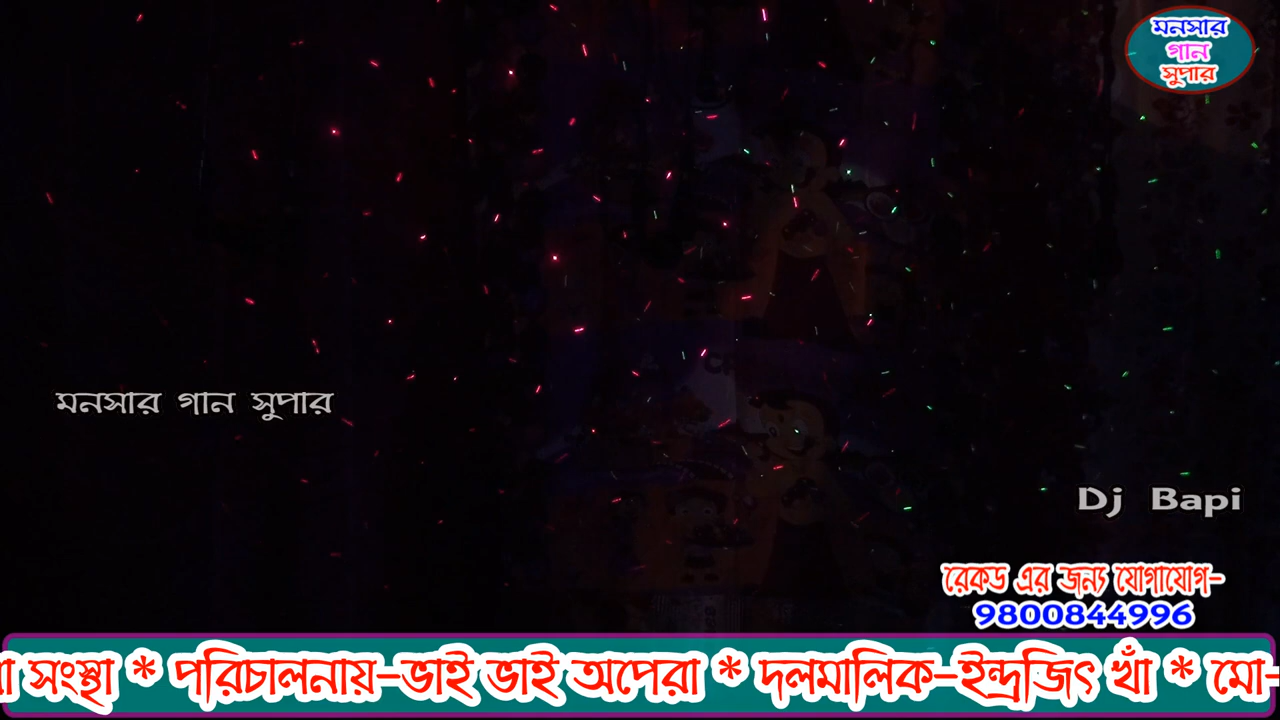 মনসার
গান
সুপার
মনসার গান সুপার
Dj Bapi
রেকড এর জন্য যোগাযোগ-
9800844996
সংস্থা * পরিচালনায়-ভাই ভাই অপেরা * দলমালিক-ইন্দ্রজিৎ খাঁ * মো-